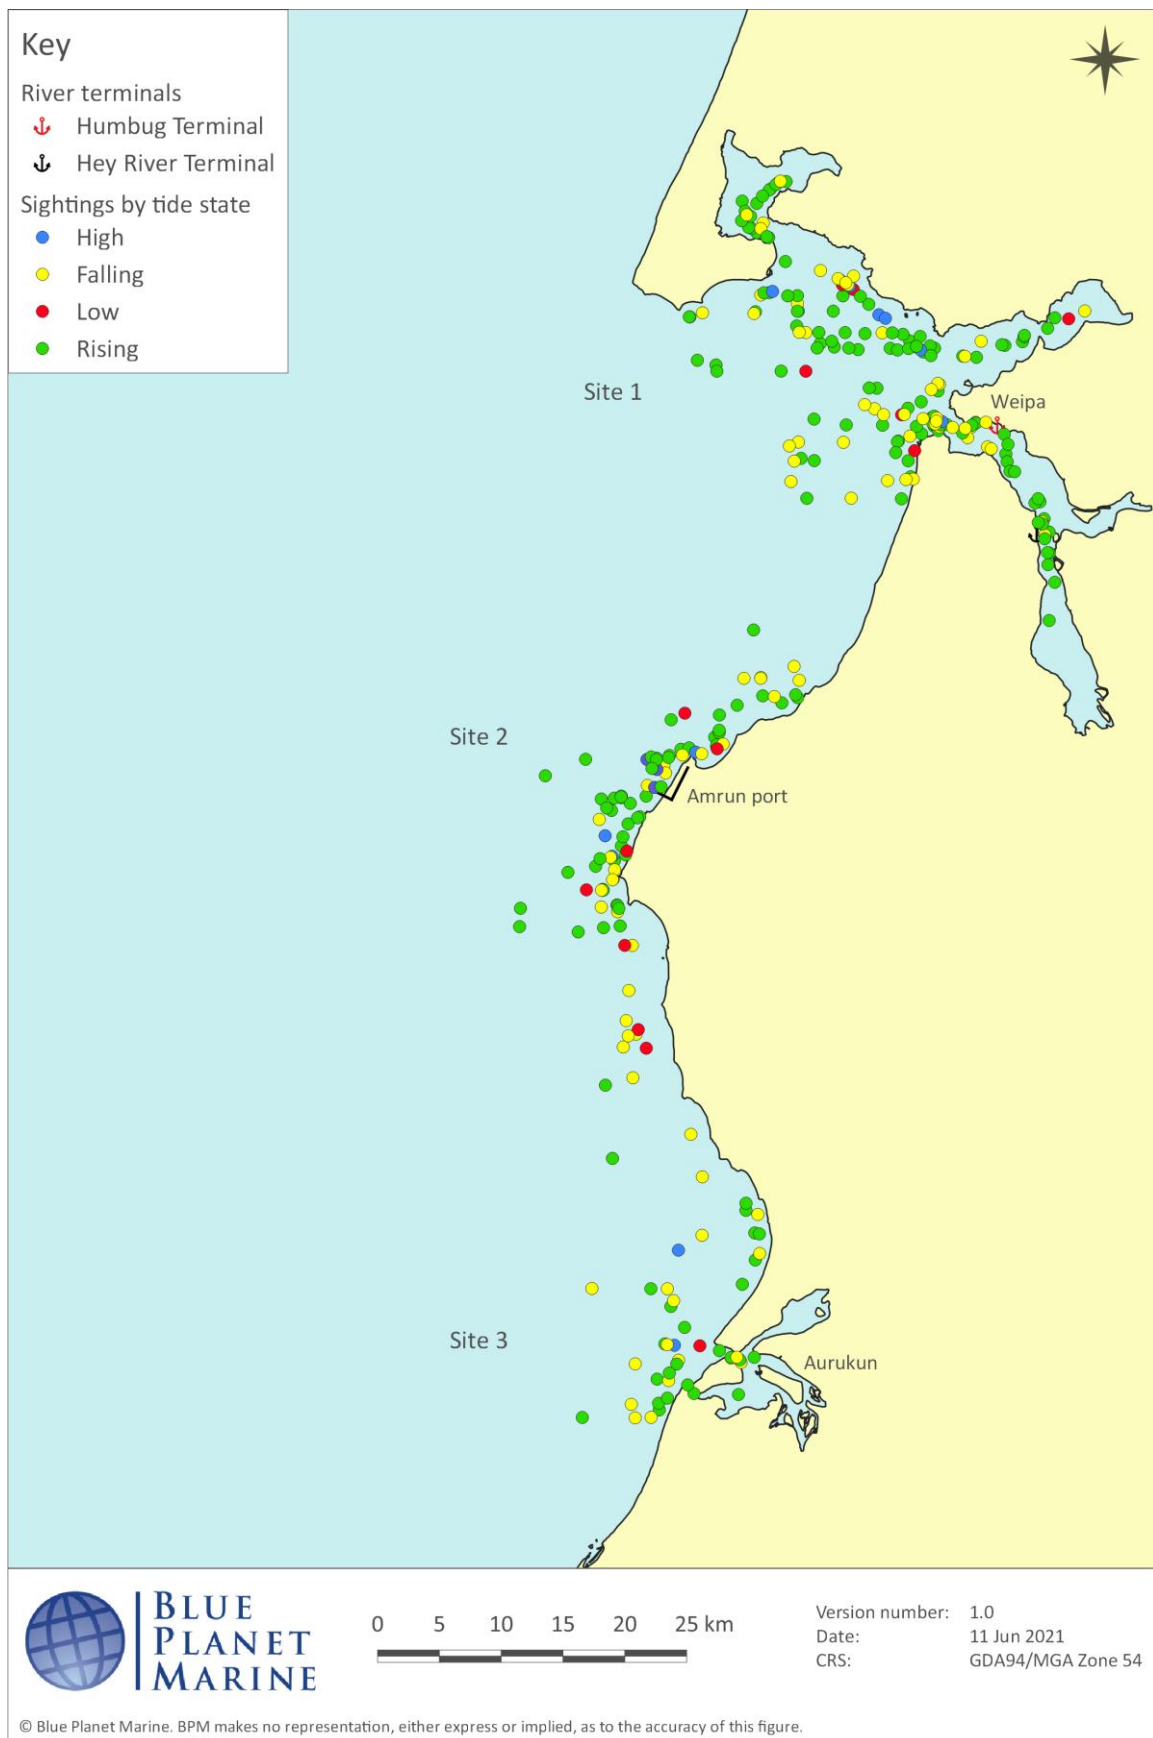 Key
River terminals
Humbug Terminal
Hey River Terminal
Sightings by tide state
High
Falling
Low
Rising
Site 1
Weipa
Site 2
Amrun port
Site 3
Aurukun
BLUE
PLANET
MARINE
0 5 10 15 20 25 km
Version number: 1.0
Date: 11 Jun 2021
CRS: GDA94/MGA Zone 54
© Blue Planet Marine. BPM makes no representation, either express or implied, as to the accuracy of this figure.